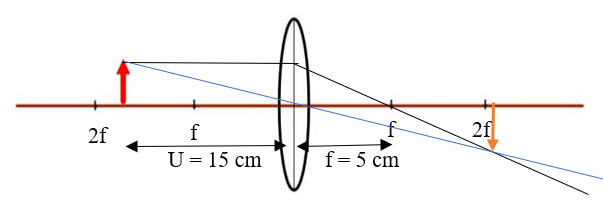 2f
f
f
2f
U = 15 cm
f = 5 cm